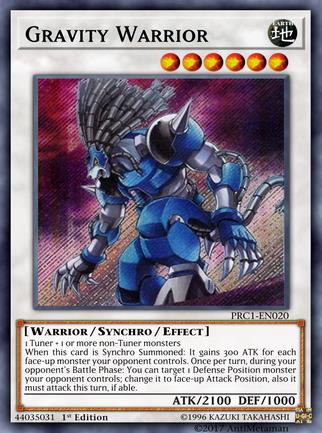 GRAVITY WARRIOR
EARTH
地
PRC1-EN020
[WARRIOR/SYNCHRO/EFFECT]
1 Tuner + 1 or more non-Tuner monsters
When this card is Synchro Summoned: It gains 300 ATK for each
face-up monster your opponent controls. Once per turn, during your
opponent's Battle Phase: You can target 1 Defense Position monster
your opponent controls; change it to face-up Attack Position, also it
must attack this turn, if able.
ATK/2100 DEF/1000
44035031 1st Edition ©1996 KAZUKI TAKAHASHI
©2017 AntiMetaman